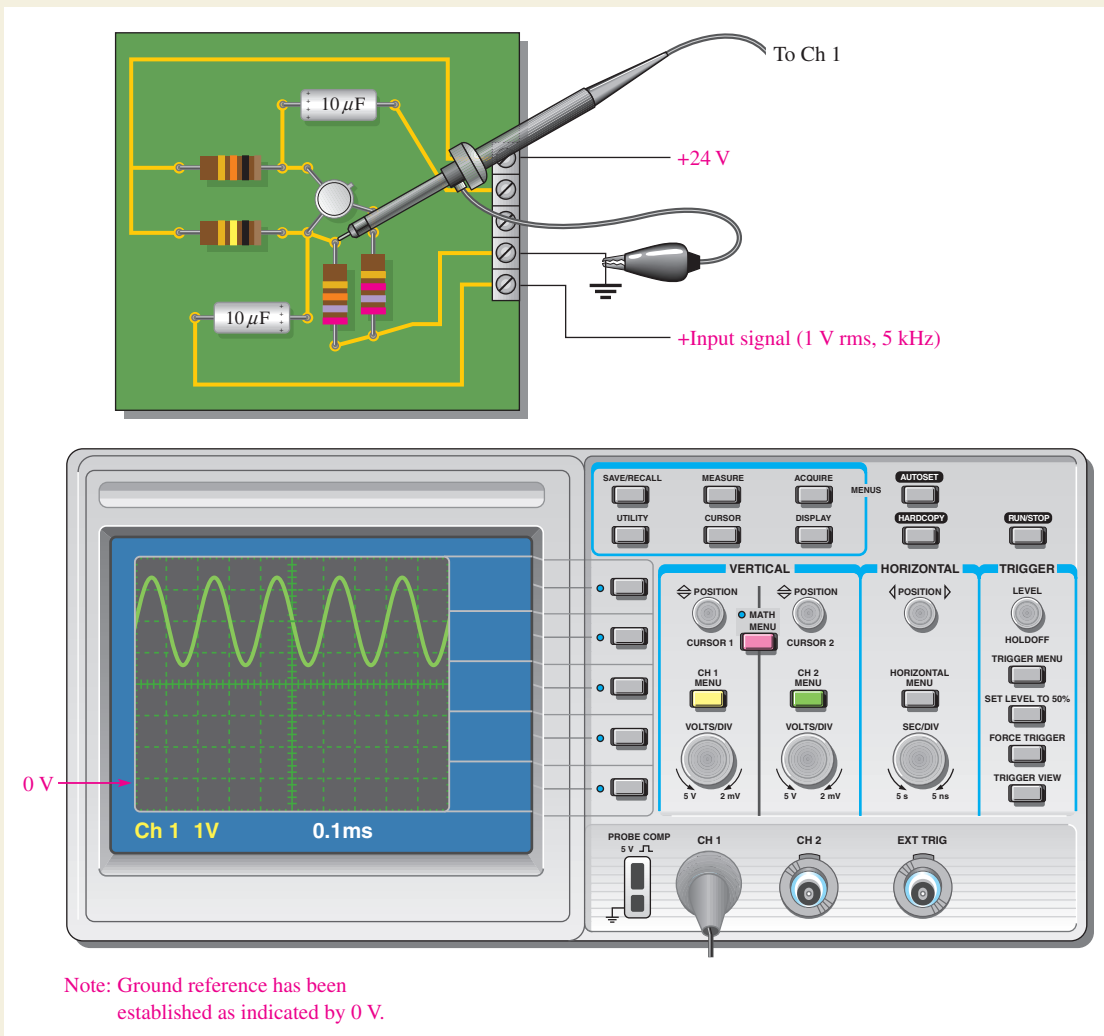 To Ch 1
10 μF
+24 V
10 μF
+Input signal (1 V rms, 5 kHz)
SAVE/RECALL MEASURE ACQUIRE MENUS AUTOSET
UTILITY CURSOR DISPLAY HARDCOPY RUN/STOP
VERTICAL HORIZONTAL TRIGGER
POSITION POSITION POSITION LEVEL
MATH
MENU
CURSOR 1 CURSOR 2 HOLDOFF
TRIGGER MENU
CH 1
MENU
CH 2
MENU
HORIZONTAL
MENU
SET LEVEL TO 50%
VOLTS/DIV VOLTS/DIV SEC/DIV
FORCE TRIGGER
TRIGGER VIEW
5 V 2 mV 5 V 2 mV 5 s 5 ns
0 V
Ch 1 1V 0.1ms
PROBE COMP
5 V
CH 1 CH 2 EXT TRIG
Note: Ground reference has been
established as indicated by 0 V.